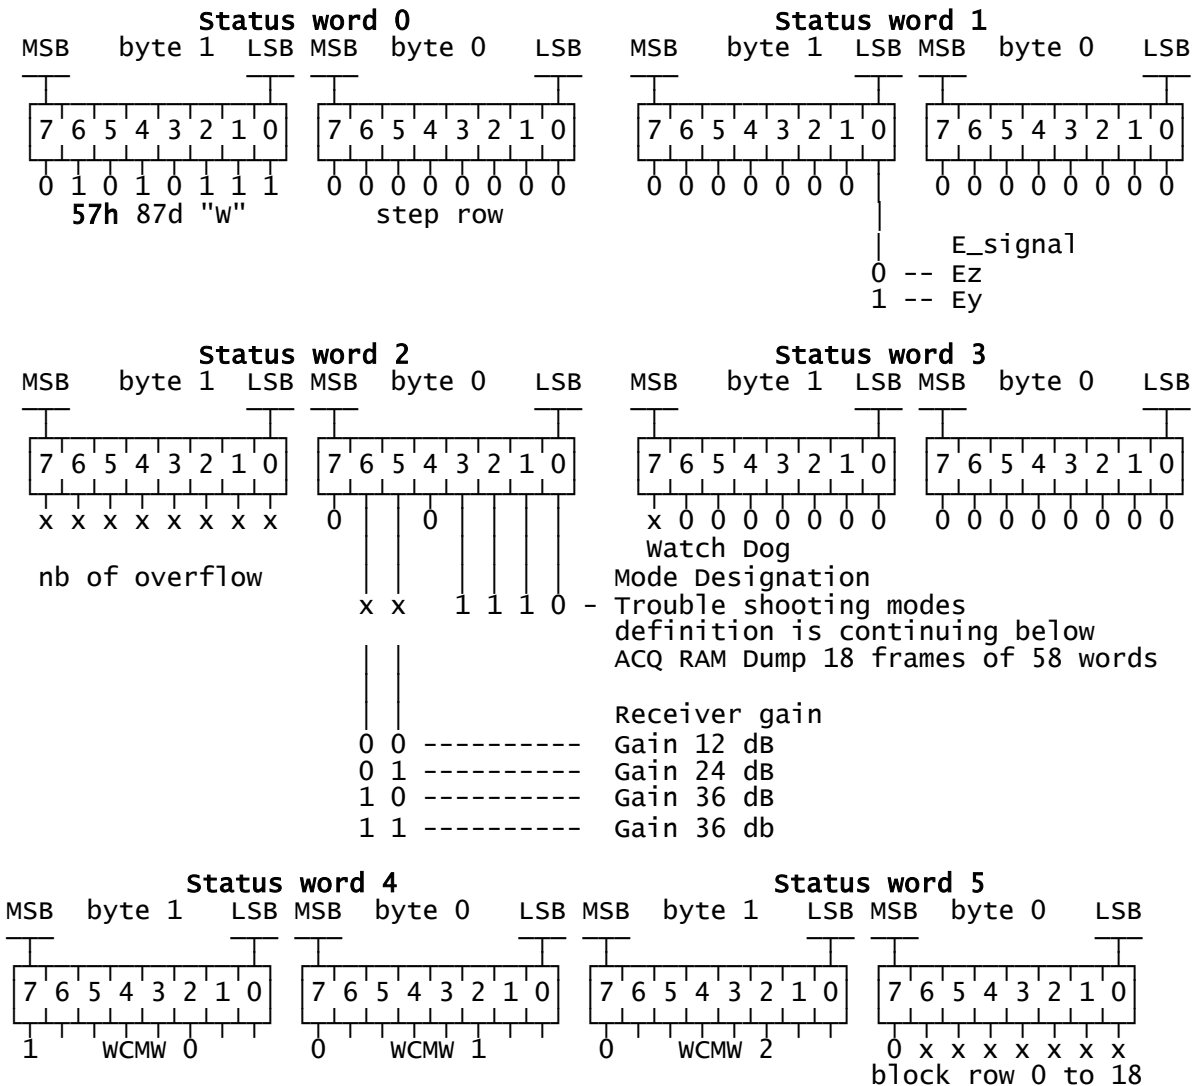 Status word 0 Status word 1
MSB byte 1 LSB MSB byte 0 LSB MSB byte 1 LSB MSB byte 0 LSB
7 6 5 4 3 2 1 0 7 6 5 4 3 2 1 0 7 6 5 4 3 2 1 0 7 6 5 4 3 2 1 0
0 1 0 1 0 1 1 1 0 0 0 0 0 0 0 0 0 0 0 0 0 0 0 0 0 0 0 0 0 0 0
57h 87d "W" step row
E_signal
0 -- Ez
1 -- Ey
Status word 2 Status word 3
MSB byte 1 LSB MSB byte 0 LSB MSB byte 1 LSB MSB byte 0 LSB
7 6 5 4 3 2 1 0 7 6 5 4 3 2 1 0 7 6 5 4 3 2 1 0 7 6 5 4 3 2 1 0
x x x x x x x x 0 0 x 0 0 0 0 0 0 0 0 0 0 0 0 0 0 0
Watch Dog
nb of overflow Mode Designation
x x 1 1 1 0 - Trouble shooting modes
definition is continuing below
ACQ RAM Dump 18 frames of 58 words
Receiver gain
0 0 ---------- Gain 12 dB
0 1 ---------- Gain 24 dB
1 0 ---------- Gain 36 dB
1 1 ---------- Gain 36 db
Status word 4 Status word 5
MSB byte 1 LSB MSB byte 0 LSB MSB byte 1 LSB MSB byte 0 LSB
7 6 5 4 3 2 1 0 7 6 5 4 3 2 1 0 7 6 5 4 3 2 1 0 7 6 5 4 3 2 1 0
1 WCMW 0 0 WCMW 1 0 WCMW 2 0 x x x x x x x
block row 0 to 18